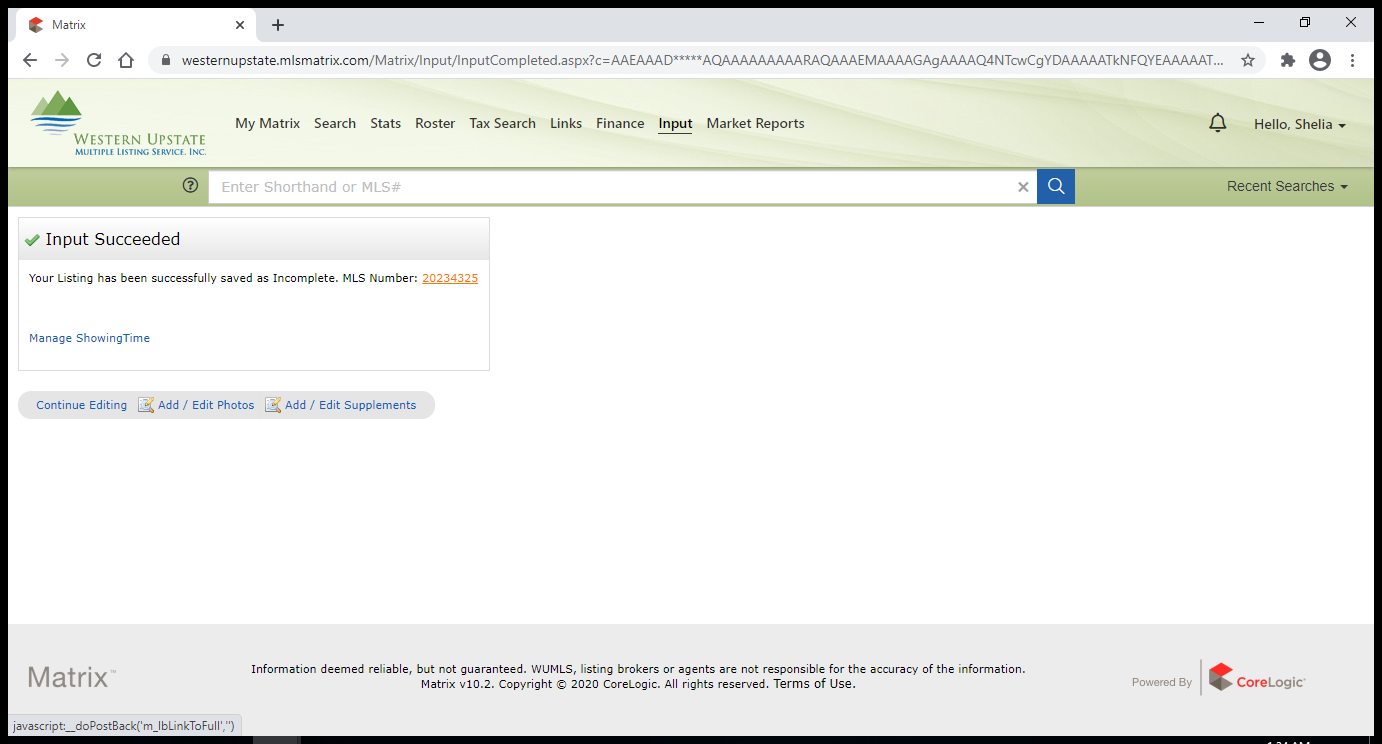 Matrix
westernupstate.mlsmatrix.com/Matrix/Input/InputCompleted.aspx?c=AAEAAAD*****AQAAAAAAAAARAQAAAEMAAAAGAgAAAAQ4NTcwCgYDAAAAATkNFQYEAAAAAT...
WESTERN UPSTATE
MULTIPLE LISTING SERVICE, INC.
My Matrix Search Stats Roster Tax Search Links Finance Input Market Reports
Hello, Shelia
Enter Shorthand or MLS#
Recent Searches
Input Succeeded
Your Listing has been successfully saved as Incomplete. MLS Number: 20234325
Manage ShowingTime
Continue Editing Add / Edit Photos Add / Edit Supplements
Matrix™
Information deemed reliable, but not guaranteed. WUMLS, listing brokers or agents are not responsible for the accuracy of the information.
Matrix v10.2. Copyright © 2020 CoreLogic. All rights reserved. Terms of Use.
Powered By CoreLogic
javascript:__doPostBack('m_lbLinkToFull','')